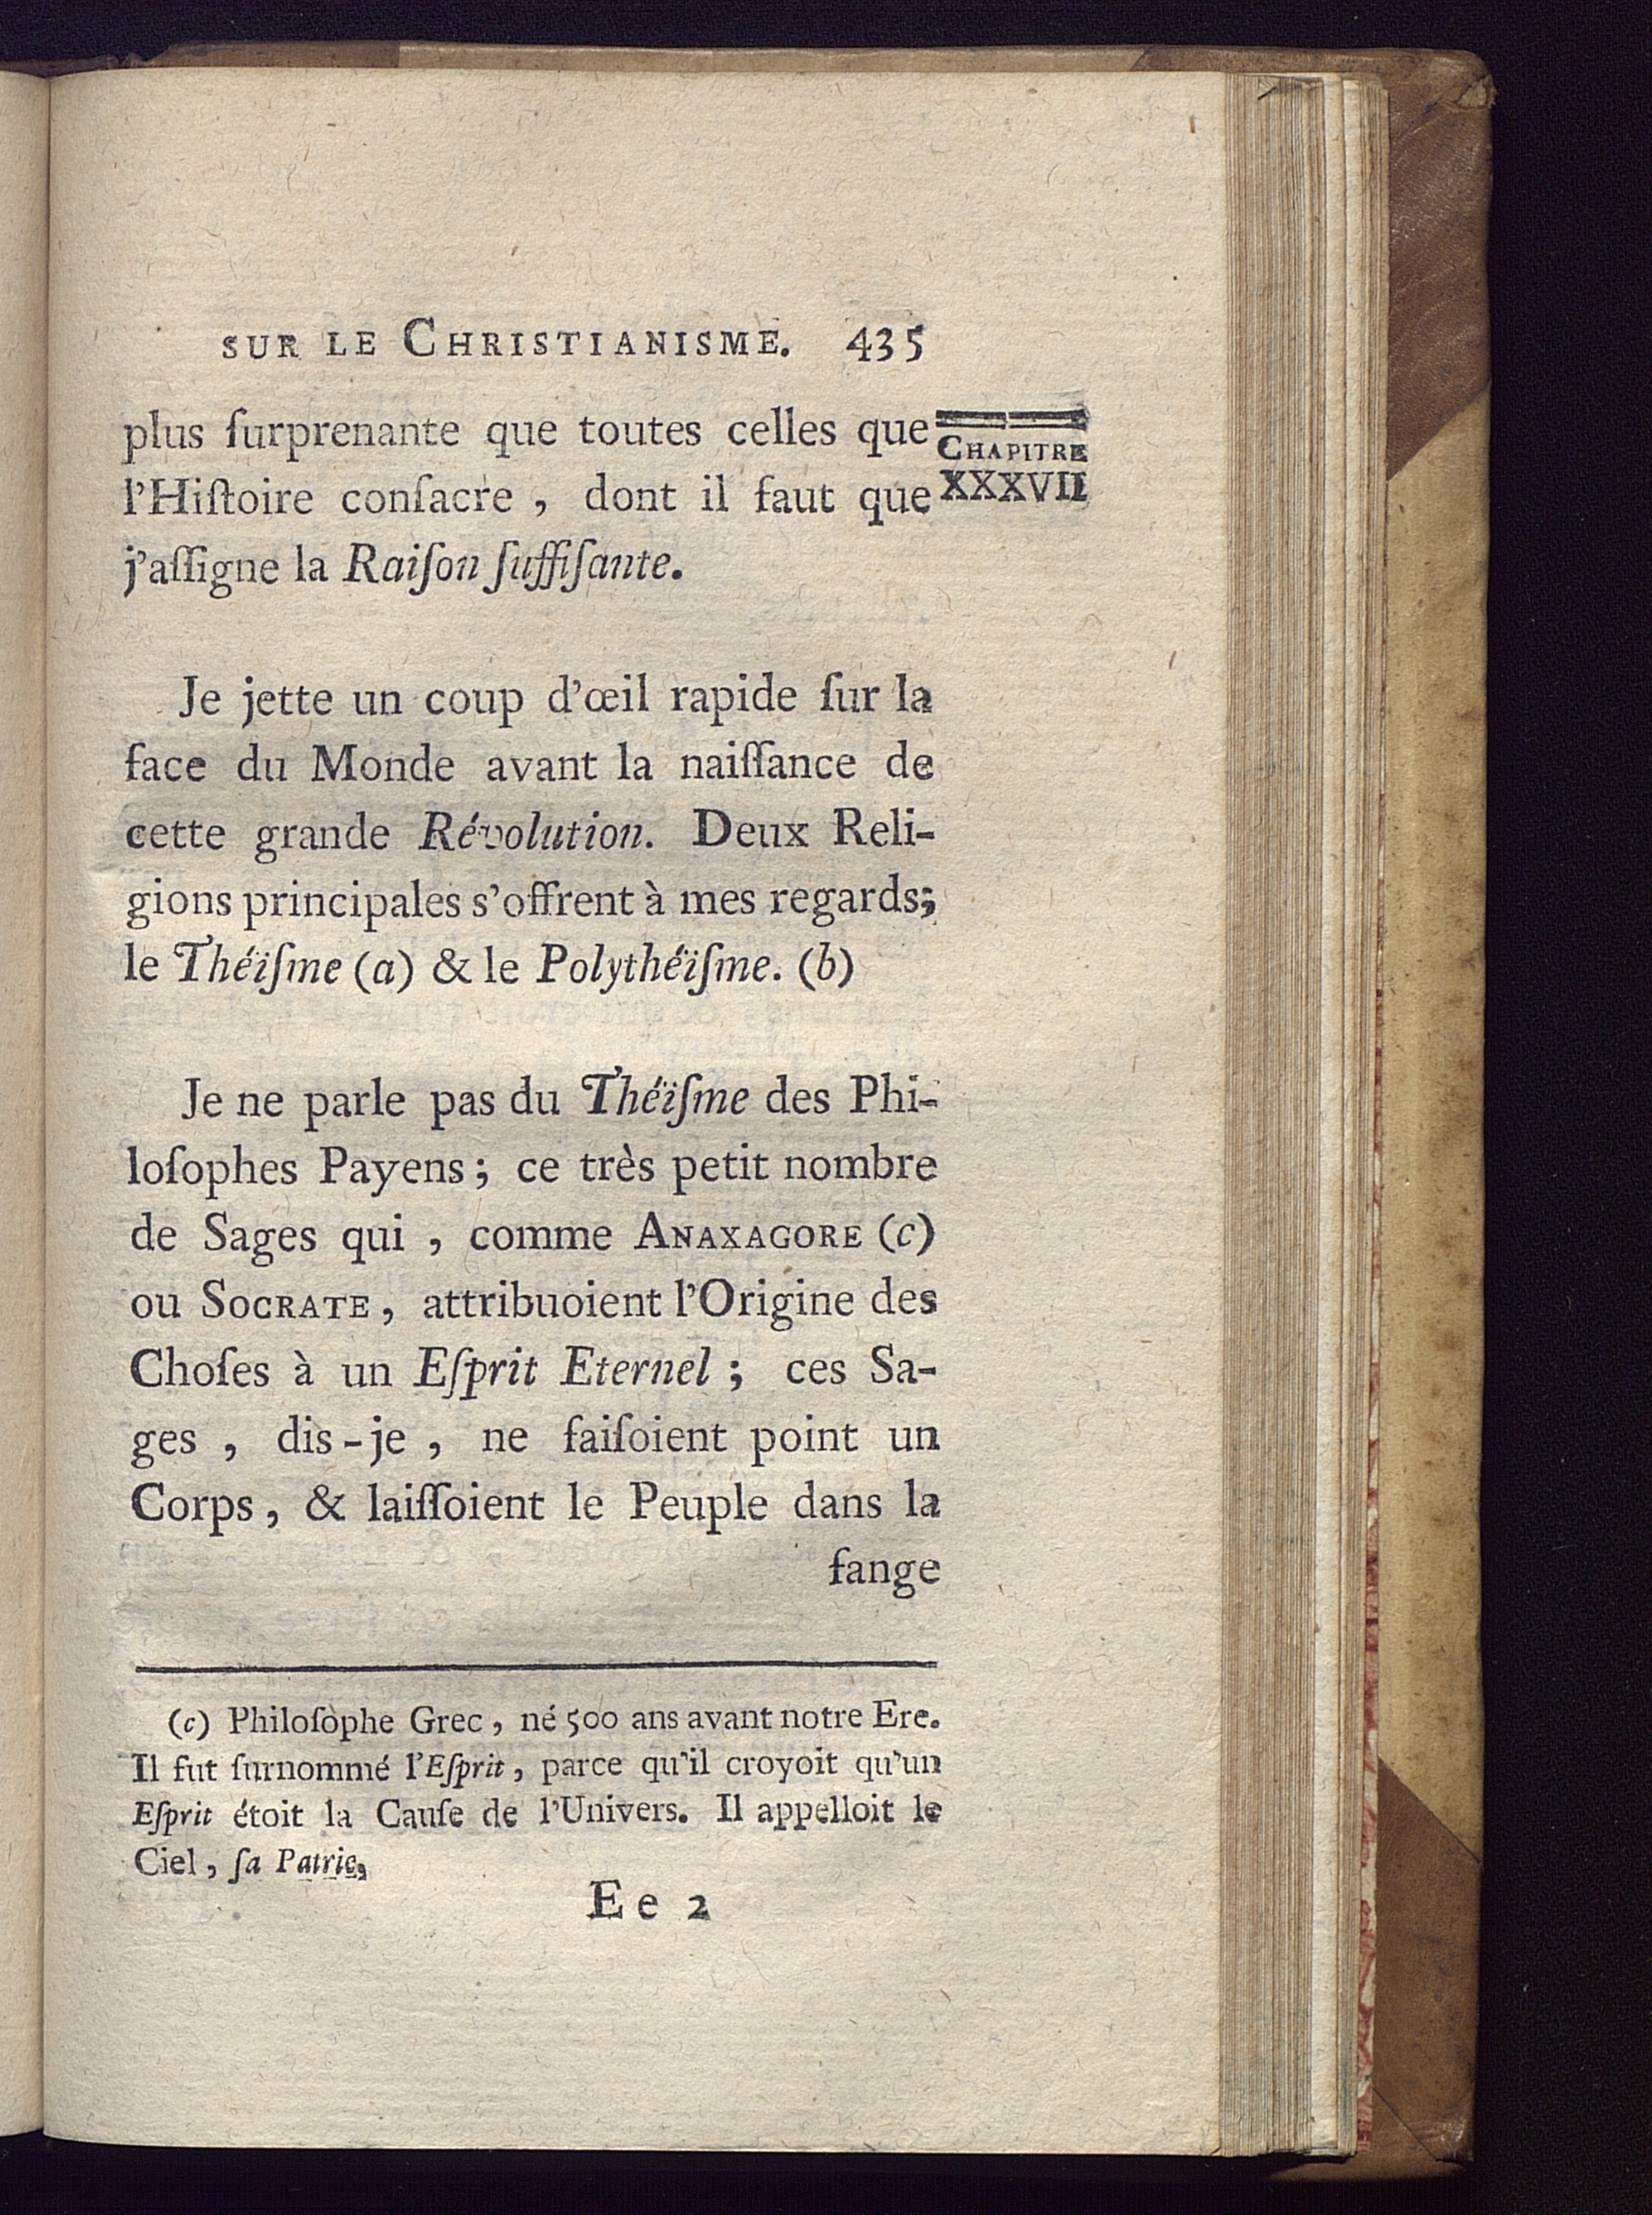 SUR LE CHRISTIANISME. 435
CHAPITRE
XXXVII
plus ſurprenante que toutes celles que
l'Hiſtoire conſacre , dont il faut que
j'aſſigne la Raiſon ſuffiſante.
Je jette un coup d'œil rapide ſur la
face du Monde avant la naiſſance de
cette grande Révolution. Deux Reli-
gions principales s'offrent à mes regards;
le Théïſme (a) & le Polythéïſme. (b)
Je ne parle pas du Théïſme des Phi-
loſophes Payens ; ce très petit nombre
de Sages qui , comme ANAXAGORE (c)
ou SOCRATE , attribuoient l'Origine des
Choſes à un Eſprit Eternel ; ces Sa-
ges , dis-je , ne faiſoient point un
Corps , & laiſſoient le Peuple dans la
fange
(c) Philoſòphe Grec , né 500 ans avant notre Ere.
Il fut ſurnommé l'Eſprit , parce qu'il croyoit qu'un
Eſprit étoit la Cauſe de l'Univers. Il appelloit le
Ciel , ſa Patrie,
E e 2